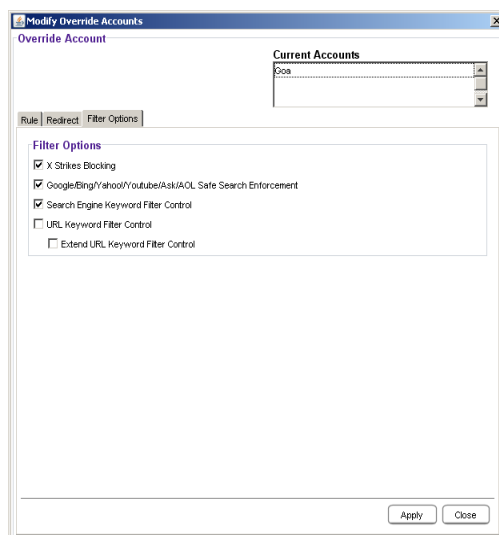 Modify Override Accounts
Override Account
Current Accounts
Goa
Rule Redirect Filter Options
Filter Options
X Strikes Blocking
Google/Bing/Yahoo!/Youtube/Ask/AOL Safe Search Enforcement
Search Engine Keyword Filter Control
URL Keyword Filter Control
Extend URL Keyword Filter Control
Apply Close